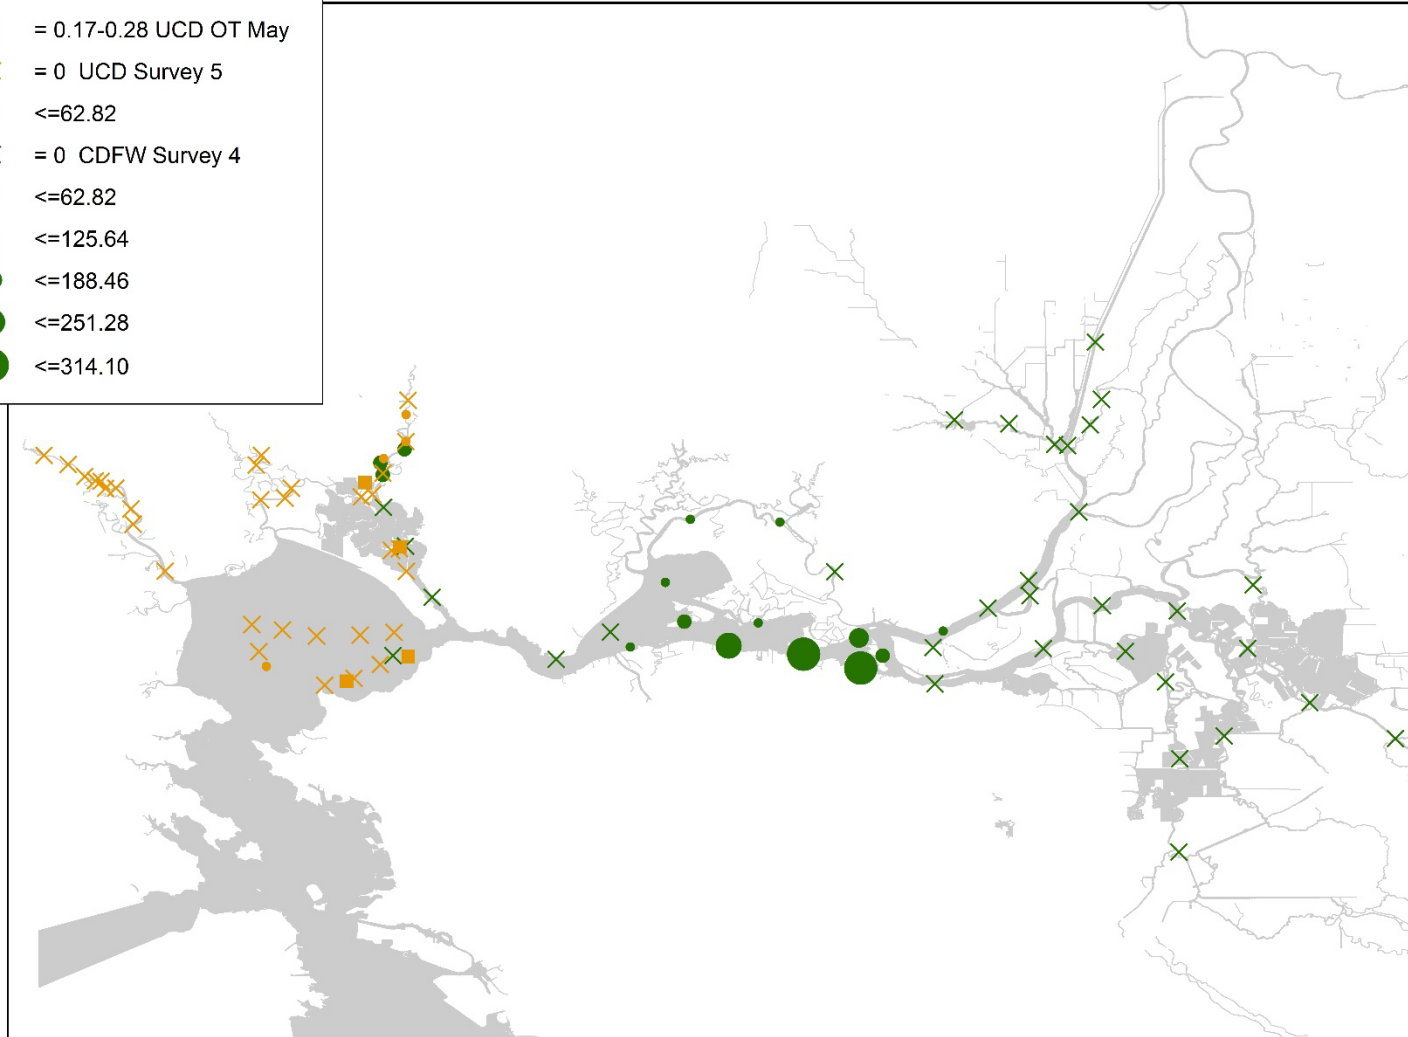 = 0.17-0.28 UCD OT May
= 0 UCD Survey 5
<=62.82
= 0 CDFW Survey 4
<=62.82
<=125.64
<=188.46
<=251.28
<=314.10